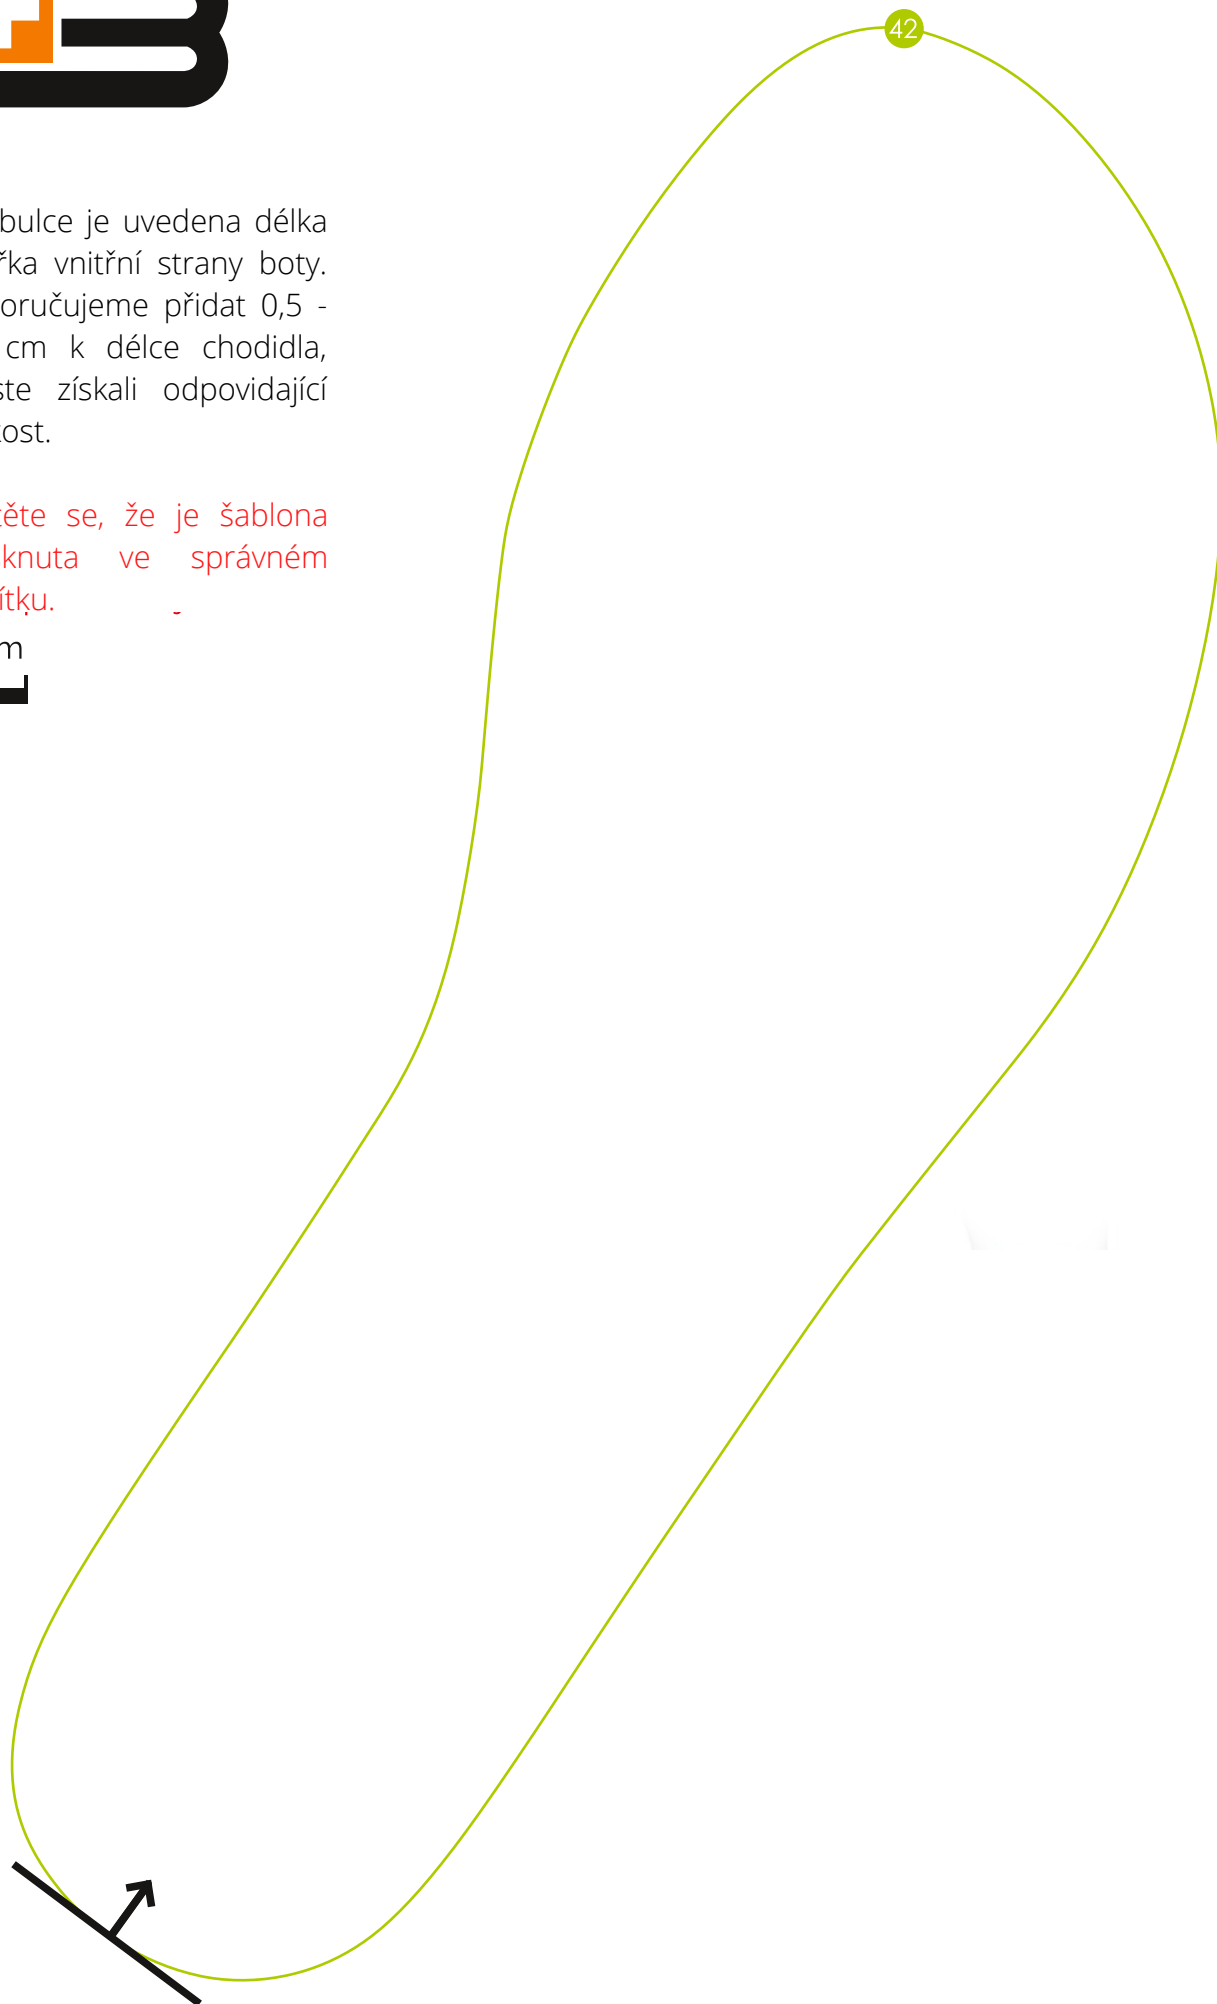 42
bulce je uvedena délka
řka vnitřní strany boty.
oručujeme přidat 0,5 -
cm k délce chodidla,
ste získali odpovidající
ost.
těte se, že je šablona
knuta ve správném
ítku.
m